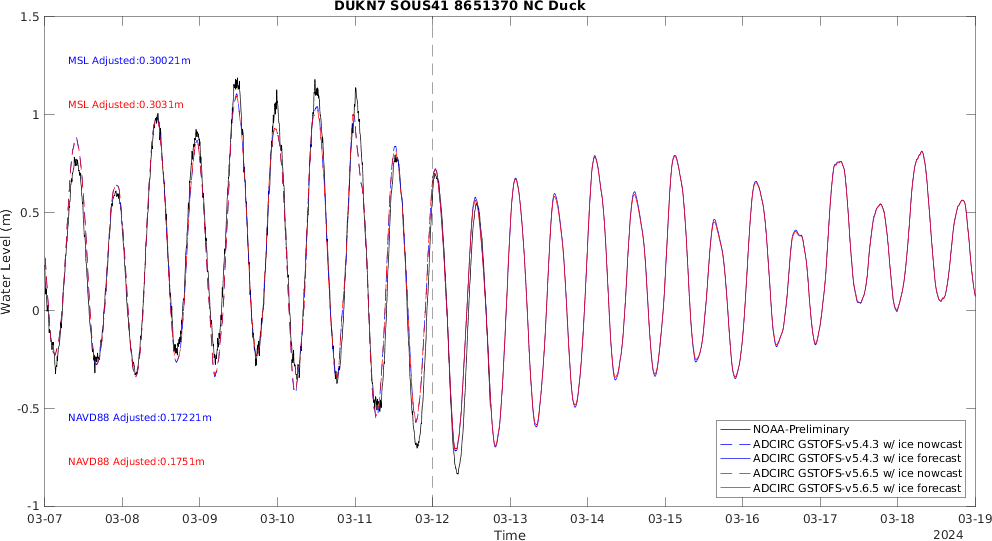 DUKN7 SOUS41 8651370 NC Duck
1.5
MSL Adjusted:0.30021m
MSL Adjusted:0.3031m
1
0.5
Water Level (m)
0
-0.5
NAVD88 Adjusted:0.17221m
NAVD88 Adjusted:0.1751m
NOAA-Preliminary
ADCIRC GSTOFS-v5.4.3 w/ ice nowcast
ADCIRC GSTOFS-v5.4.3 w/ ice forecast
ADCIRC GSTOFS-v5.6.5 w/ ice nowcast
ADCIRC GSTOFS-v5.6.5 w/ ice forecast
-1
03-07 03-08 03-09 03-10 03-11 03-12 03-13 03-14 03-15 03-16 03-17 03-18 03-19
Time
2024